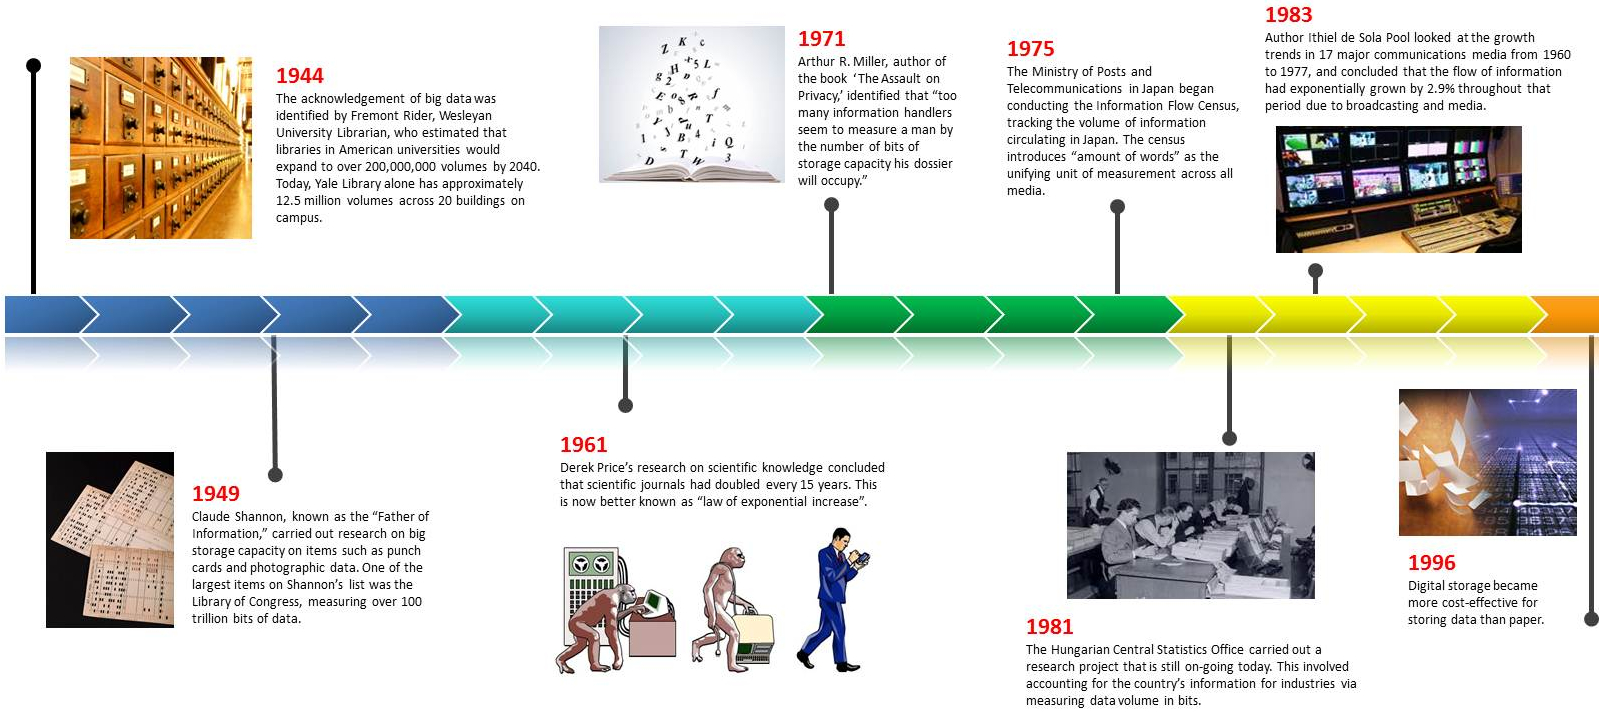 1944
The acknowledgement of big data was
identified by Fremont Rider, Wesleyan
University Librarian, who estimated that
libraries in American universities would
expand to over 200,000,000 volumes by 2040.
Today, Yale Library alone has approximately
12.5 million volumes across 20 buildings on
campus.
1949
Claude Shannon, known as the “Father of
Information,” carried out research on big
storage capacity on items such as punch
cards and photographic data. One of the
largest items on Shannon’s list was the
Library of Congress, measuring over 100
trillion bits of data.
1961
Derek Price’s research on scientific knowledge concluded
that scientific journals had doubled every 15 years. This
is now better known as “law of exponential increase”.
1971
Arthur R. Miller, author of
the book ‘The Assault on
Privacy,’ identified that “too
many information handlers
seem to measure a man by
the number of bits of
storage capacity his dossier
will occupy.”
1975
The Ministry of Posts and
Telecommunications in Japan began
conducting the Information Flow Census,
tracking the volume of information
circulating in Japan. The census
introduces “amount of words” as the
unifying unit of measurement across all
media.
1981
The Hungarian Central Statistics Office carried out a
research project that is still on-going today. This involved
accounting for the country’s information for industries via
measuring data volume in bits.
1983
Author Ithiel de Sola Pool looked at the growth
trends in 17 major communications media from 1960
to 1977, and concluded that the flow of information
had exponentially grown by 2.9% throughout that
period due to broadcasting and media.
1996
Digital storage became
more cost-effective for
storing data than paper.